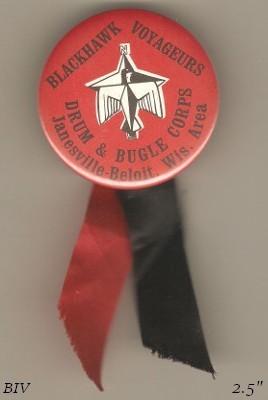 BLACKHAWK VOYAGEURS
N
DRUM & BUGLE CORPS
Janesville-Beloit, Wis. Area
BIV
2.5"